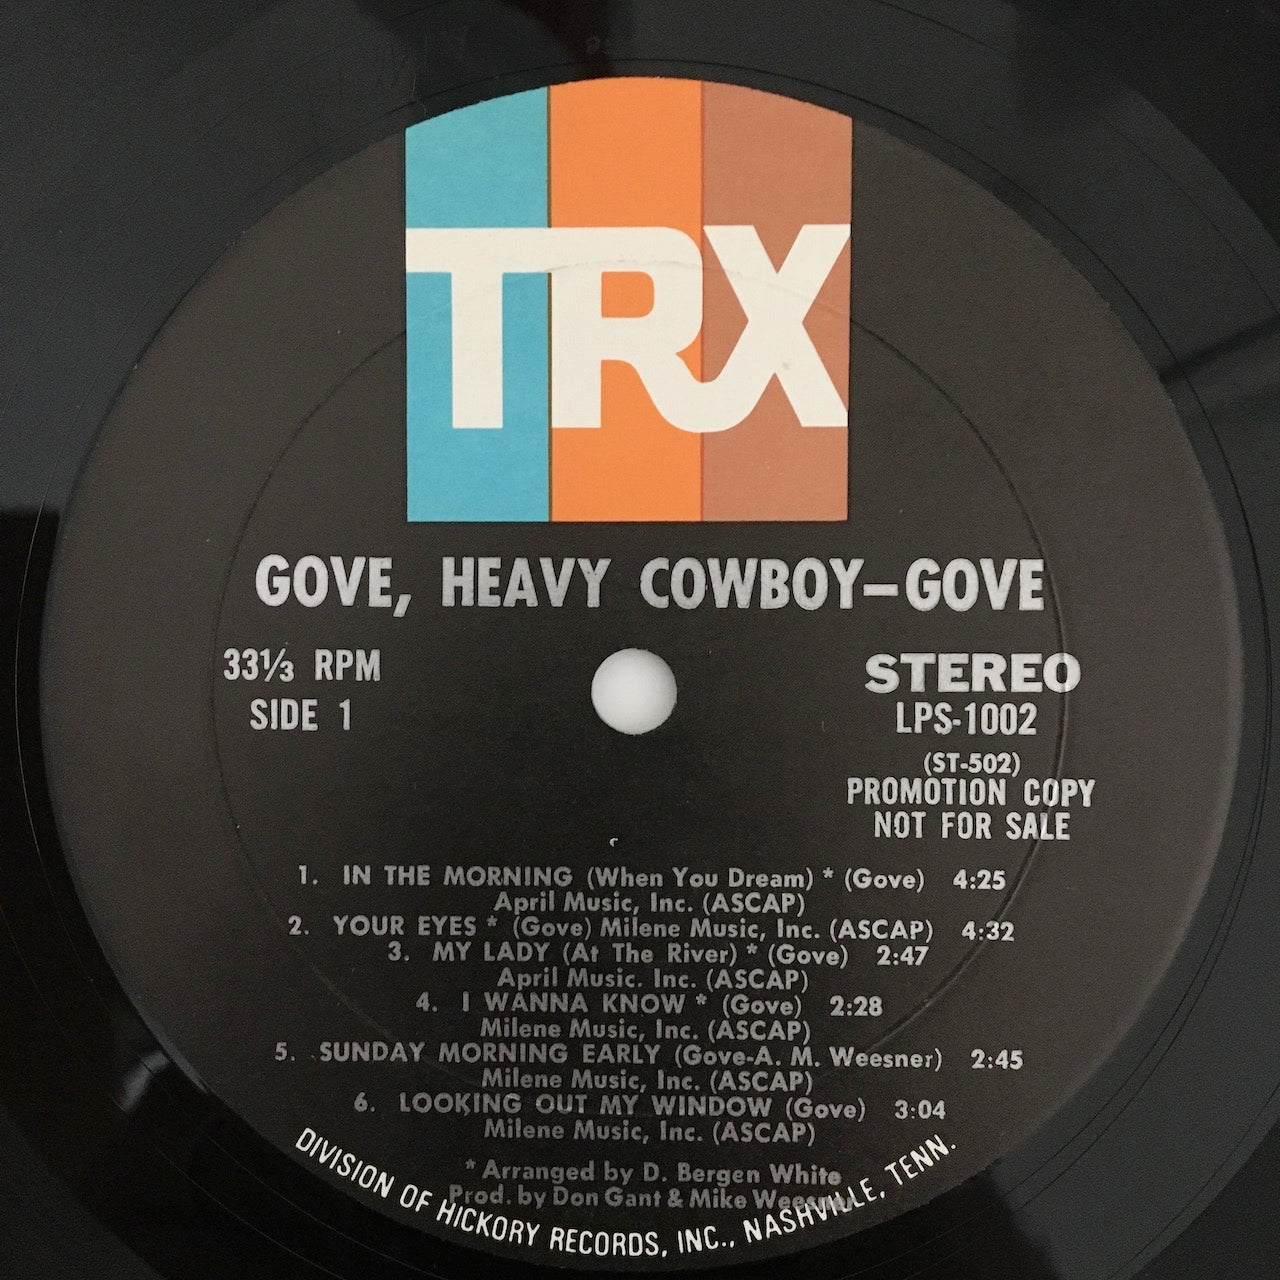 TRX
GOVE, HEAVY COWBOY—GOVE
33⅓ RPM
SIDE 1
STEREO
LPS-1002
(ST-502)
PROMOTION COPY
NOT FOR SALE
1. IN THE MORNING (When You Dream) * (Gove) 4:25
April Music, Inc. (ASCAP)
2. YOUR EYES * (Gove) Milene Music, Inc. (ASCAP) 4:32
3. MY LADY (At The River) * (Gove) 2:47
April Music. Inc. (ASCAP)
4. I WANNA KNOW * (Gove) 2:28
Milene Music, Inc. (ASCAP)
5. SUNDAY MORNING EARLY (Gove-A. M. Weesner) 2:45
Milene Music, Inc. (ASCAP)
6. LOOKING OUT MY WINDOW (Gove) 3:04
Milene Music, Inc. (ASCAP)
* Arranged by D. Bergen White
Prod. by Don Gant & Mike Weesner
DIVISION OF HICKORY RECORDS, INC., NASHVILLE, TENN.